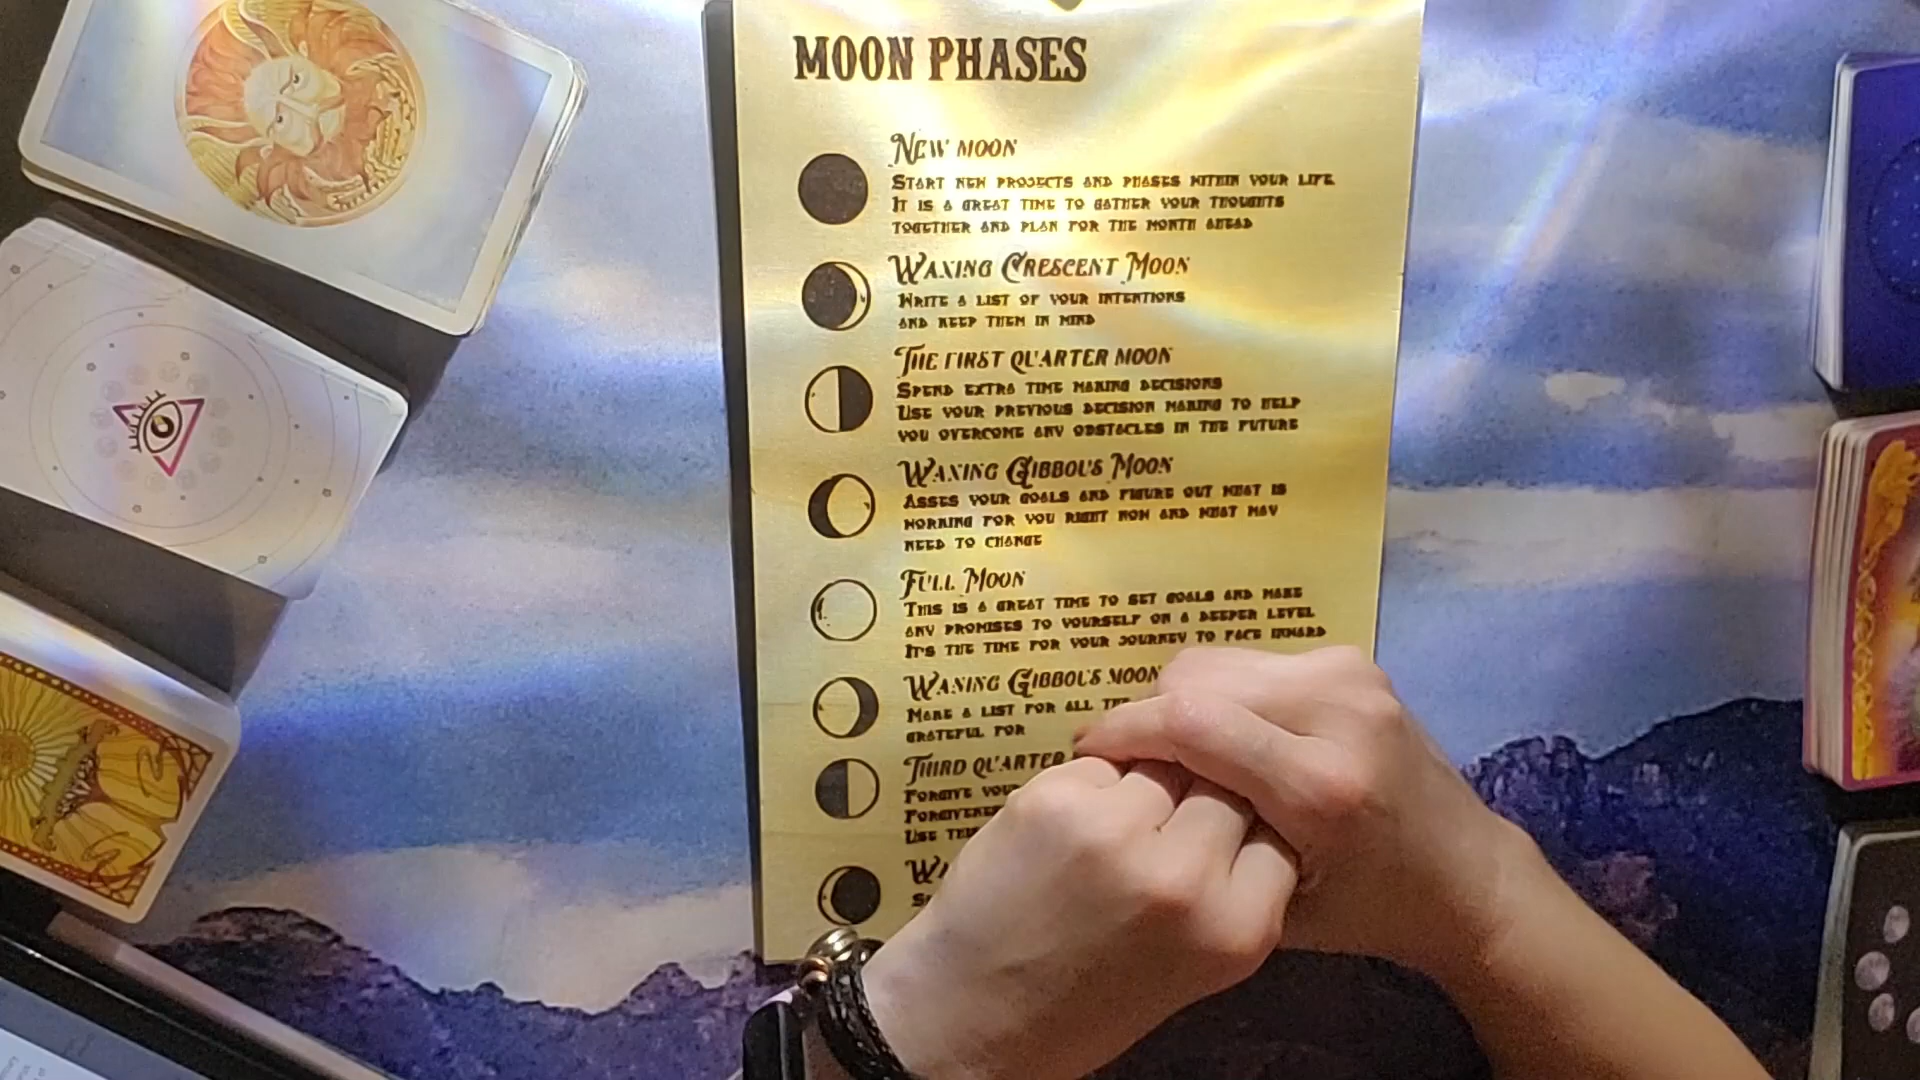 MOON PHASES
NEW MOON
START NEW PROJECTS AND PHASES WITHIN YOUR LIFE.
IT IS A GREAT TIME TO GATHER YOUR THOUGHTS
TOGETHER AND PLAN FOR THE MONTH AHEAD
WAXING CRESCENT MOON
WRITE A LIST OF YOUR INTENTIONS
AND KEEP THEM IN MIND
THE FIRST QUARTER MOON
SPEND EXTRA TIME MAKING DECISIONS
USE YOUR PREVIOUS DECISION MAKING TO HELP
YOU OVERCOME ANY OBSTACLES IN THE FUTURE
WAXING GIBBOUS MOON
ASSES YOUR GOALS AND FIGURE OUT WHAT IS
WORKING FOR YOU RIGHT NOW AND WHAT MAY
NEED TO CHANGE
FULL MOON
THIS IS A GREAT TIME TO SET GOALS AND MAKE
ANY PROMISES TO YOURSELF ON A DEEPER LEVEL
IT'S THE TIME FOR YOUR JOURNEY TO FACE INWARD
WANING GIBBOUS MOON
MAKE A LIST FOR ALL
GRATEFUL FOR
THIRD QUARTER
FORGIVE
USE